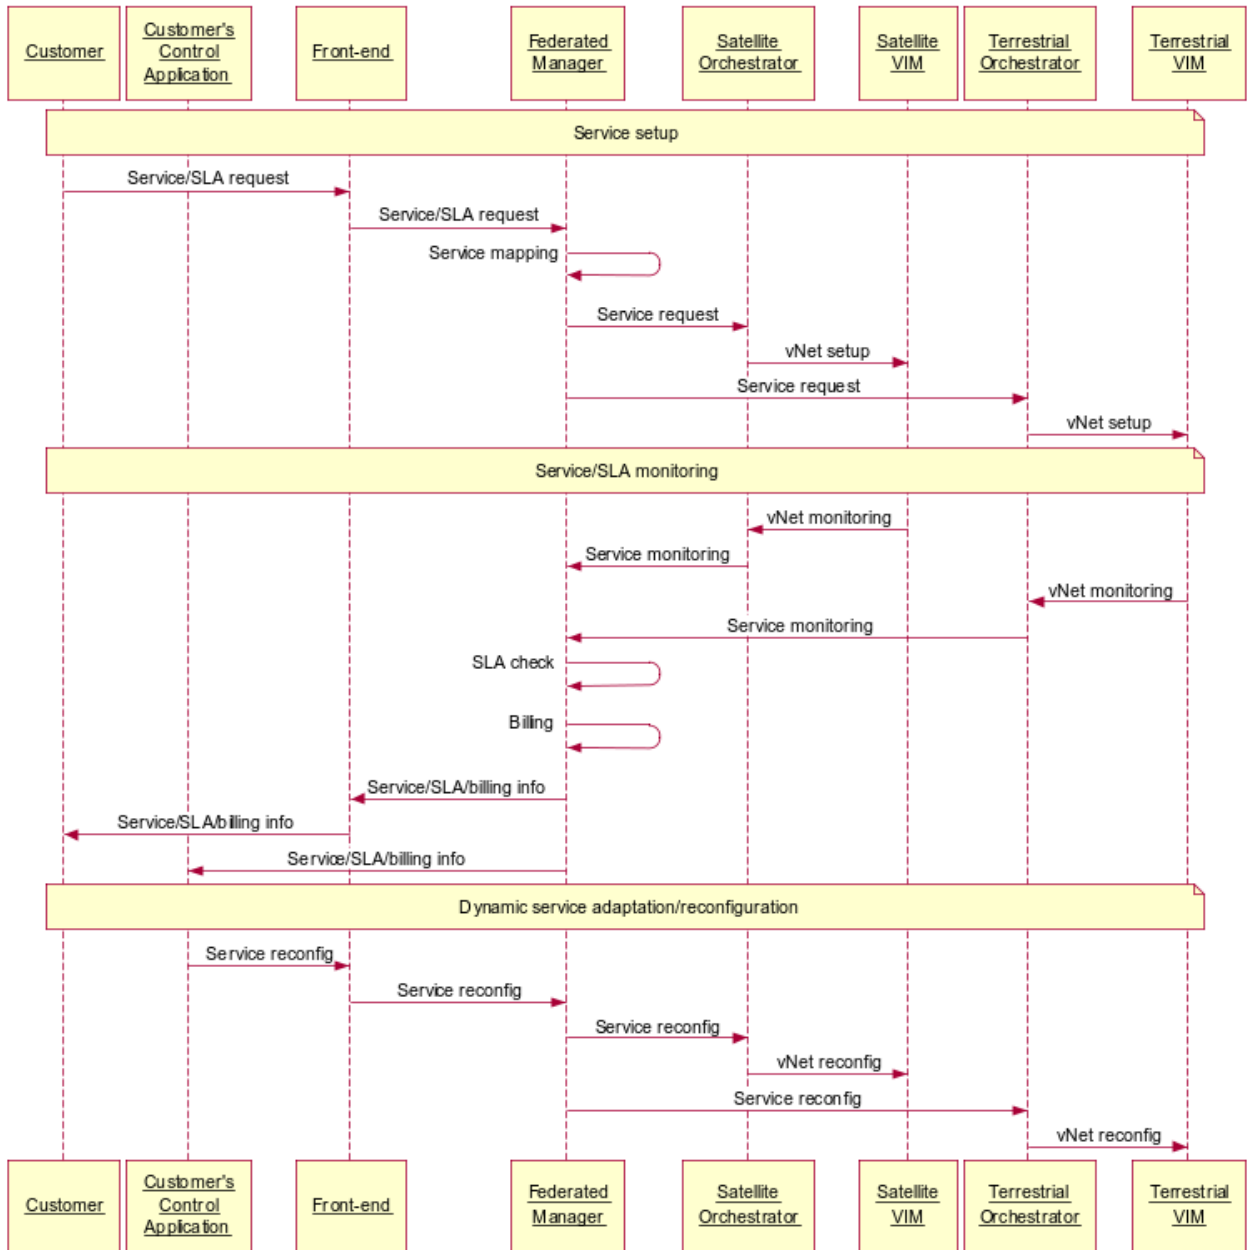 Customer
Customer's
Control
Application
Front-end
Federated
Manager
Satellite
Orchestrator
Satellite
VIM
Terrestrial
Orchestrator
Terrestrial
VIM
Service setup
Service/SLA request
Service/SLA request
Service mapping
Service request
vNet setup
Service request
vNet setup
Service/SLA monitoring
vNet monitoring
Service monitoring
vNet monitoring
Service monitoring
SLA check
Billing
Service/SLA/billing info
Service/SLA/billing info
Service/SLA/billing info
Dynamic service adaptation/reconfiguration
Service reconfig
Service reconfig
Service reconfig
vNet reconfig
Service reconfig
vNet reconfig
Customer
Customer's
Control
Application
Front-end
Federated
Manager
Satellite
Orchestrator
Satellite
VIM
Terrestrial
Orchestrator
Terrestrial
VIM